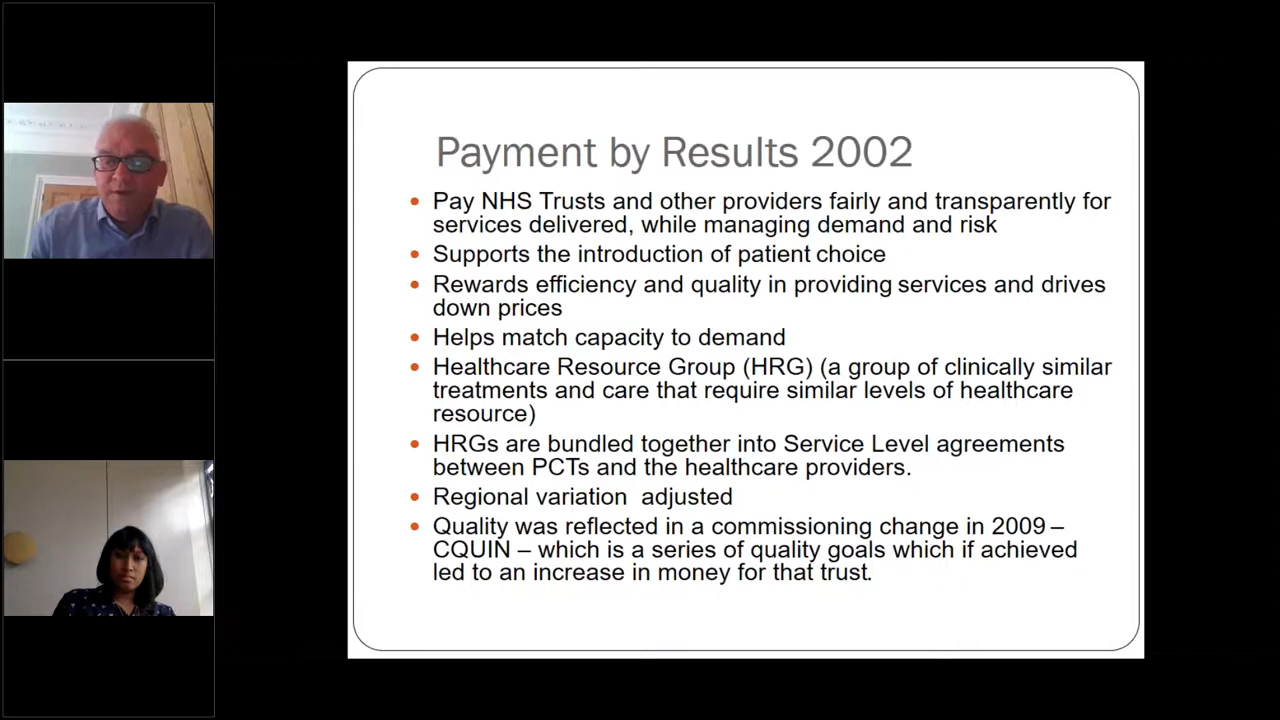 Payment by Results 2002
• Pay NHS Trusts and other providers fairly and transparently for
services delivered, while managing demand and risk
• Supports the introduction of patient choice
• Rewards efficiency and quality in providing services and drives
down prices
• Helps match capacity to demand
• Healthcare Resource Group (HRG) (a group of clinically similar
treatments and care that require similar levels of healthcare
resource)
• HRGs are bundled together into Service Level agreements
between PCTs and the healthcare providers.
• Regional variation  adjusted
• Quality was reflected in a commissioning change in 2009 –
CQUIN – which is a series of quality goals which if achieved
led to an increase in money for that trust.